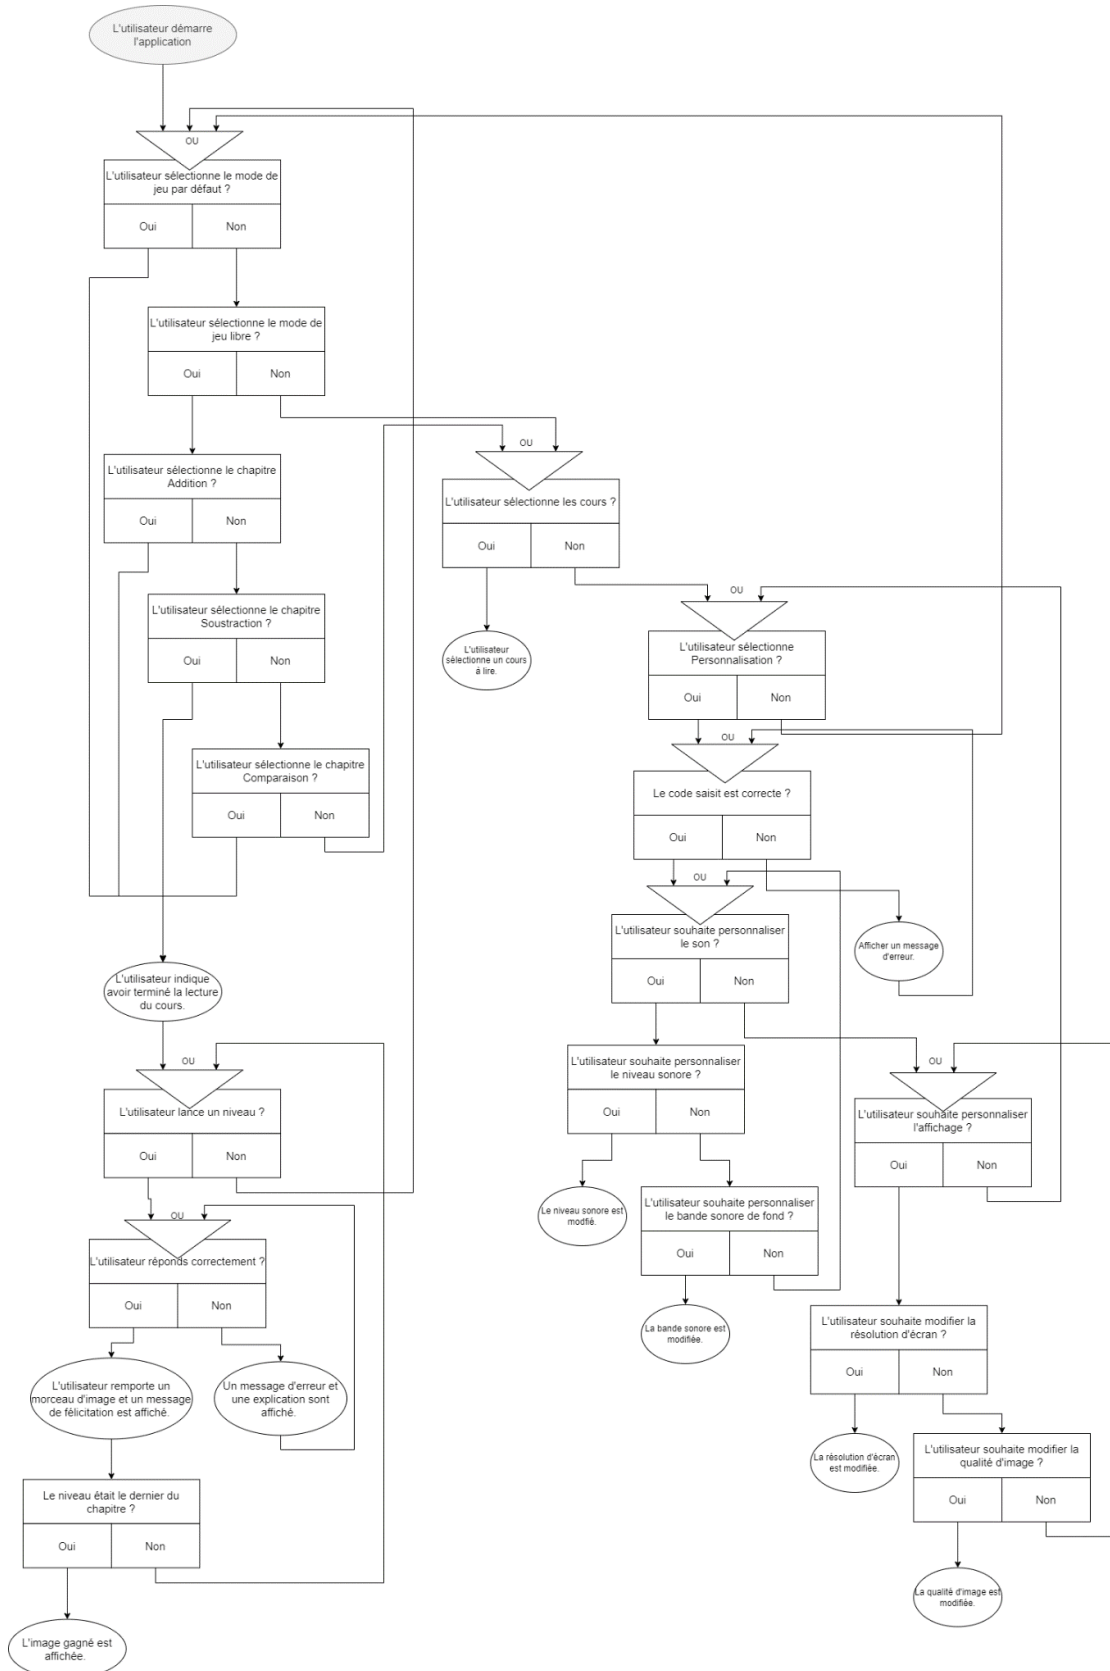 L'utilisateur démarre
l'application
OU
L'utilisateur sélectionne le mode de
jeu par défaut ?
Oui
Non
L'utilisateur sélectionne le mode de
jeu libre ?
Oui
Non
OU
L'utilisateur sélectionne le chapitre
Addition ?
Oui
Non
L'utilisateur sélectionne les cours ?
Oui
Non
OU
L'utilisateur sélectionne le chapitre
Soustraction ?
Oui
Non
L'utilisateur
sélectionne un cours
à lire.
L'utilisateur sélectionne
Personnalisation ?
Oui
Non
OU
L'utilisateur sélectionne le chapitre
Comparaison ?
Oui
Non
Le code saisit est correcte ?
Oui
Non
OU
L'utilisateur souhaite personnaliser
le son ?
Oui
Non
Afficher un message
d'erreur.
L'utilisateur indique
avoir terminé la lecture
du cours.
OU
L'utilisateur souhaite personnaliser
le niveau sonore ?
Oui
Non
OU
L'utilisateur lance un niveau ?
Oui
Non
L'utilisateur souhaite personnaliser
l'affichage ?
Oui
Non
Le niveau sonore est
modfié.
L'utilisateur souhaite personnaliser
le bande sonore de fond ?
Oui
Non
OU
L'utilisateur réponds correctement ?
Oui
Non
La bande sonore est
modifiée.
L'utilisateur souhaite modifier la
résolution d'écran ?
Oui
Non
L'utilisateur remporte un
morceau d'image et un message
de félicitation est affiché.
Un message d'erreur et
une explication sont
affiché.
La résolution d'écran
est modifiée.
L'utilisateur souhaite modifier la
qualité d'image ?
Oui
Non
Le niveau était le dernier du
chapitre ?
Oui
Non
La qualité d'image est
modifiée.
L'image gagné est
affichée.